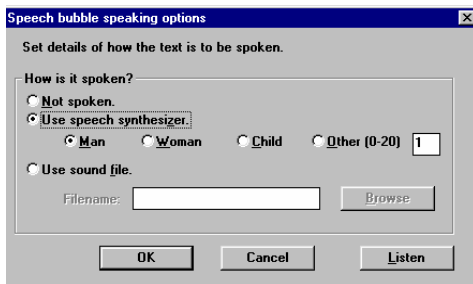 Speech bubble speaking options
Set details of how the text is to be spoken.
How is it spoken?
Not spoken.
Use speech synthesizer.
Man Woman Child Other (0-20) 1
Use sound file.
Filename: Browse
OK Cancel Listen